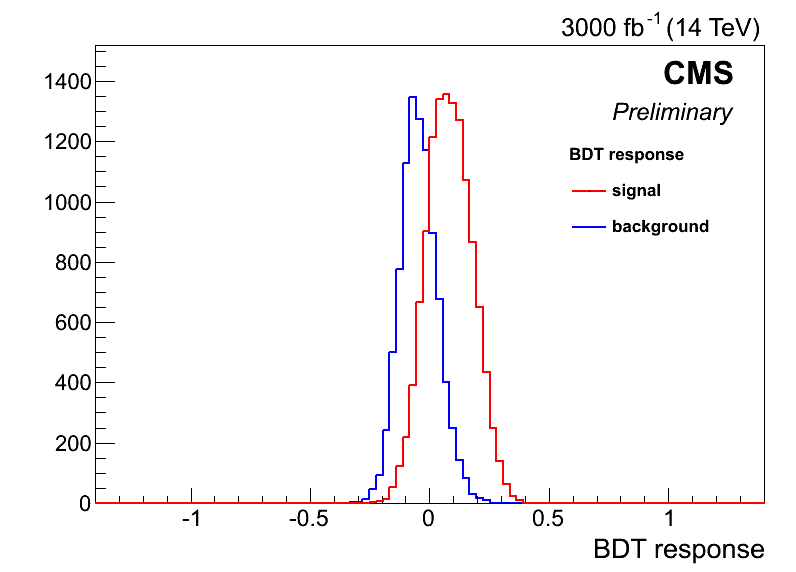 3000 fb-1 (14 TeV)
CMS
Preliminary
BDT response
signal
background
1400
1200
1000
800
600
400
200
0
-1 -0.5 0 0.5 1
BDT response